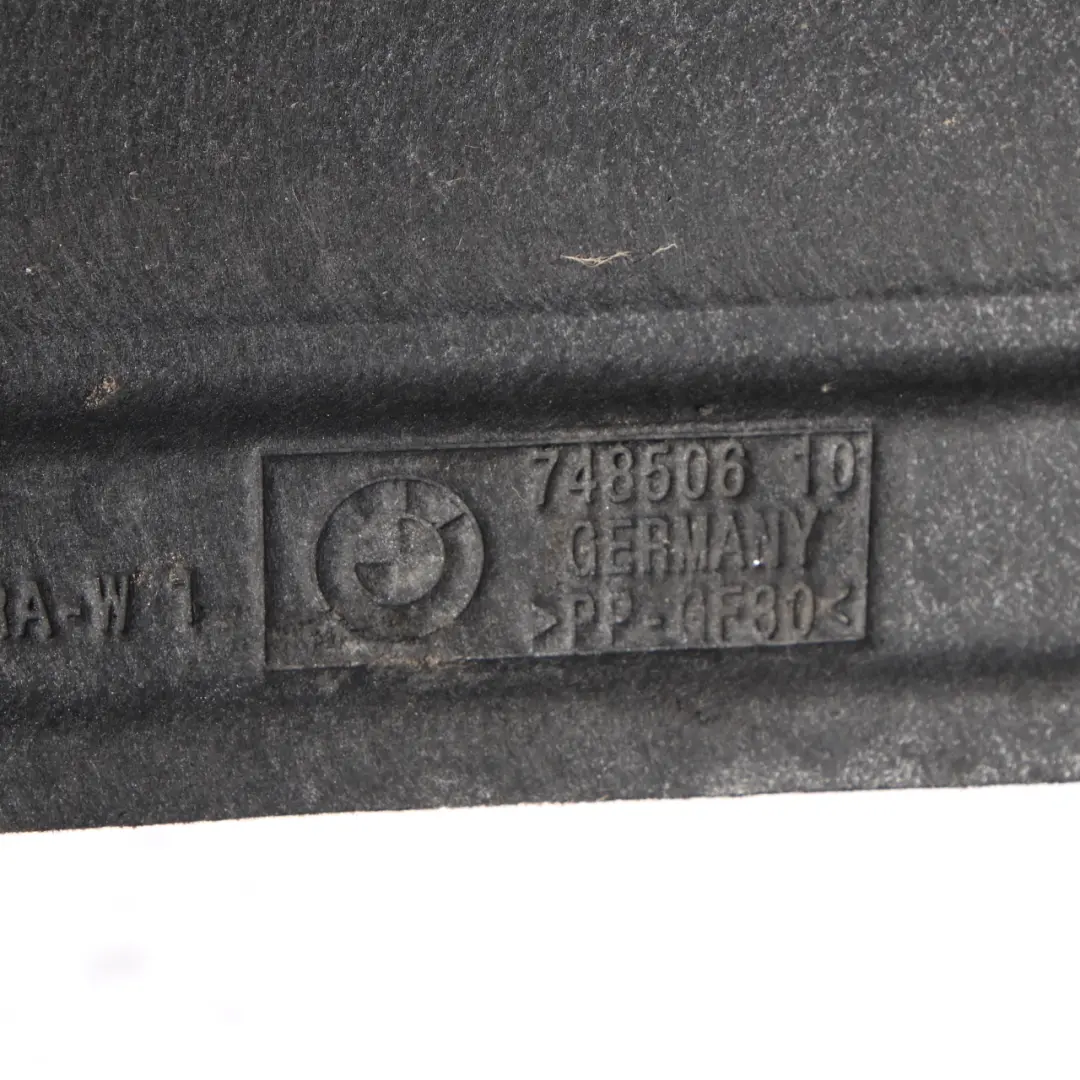 748506 10
GERMANY
>PP-GF30<
RA-W 1